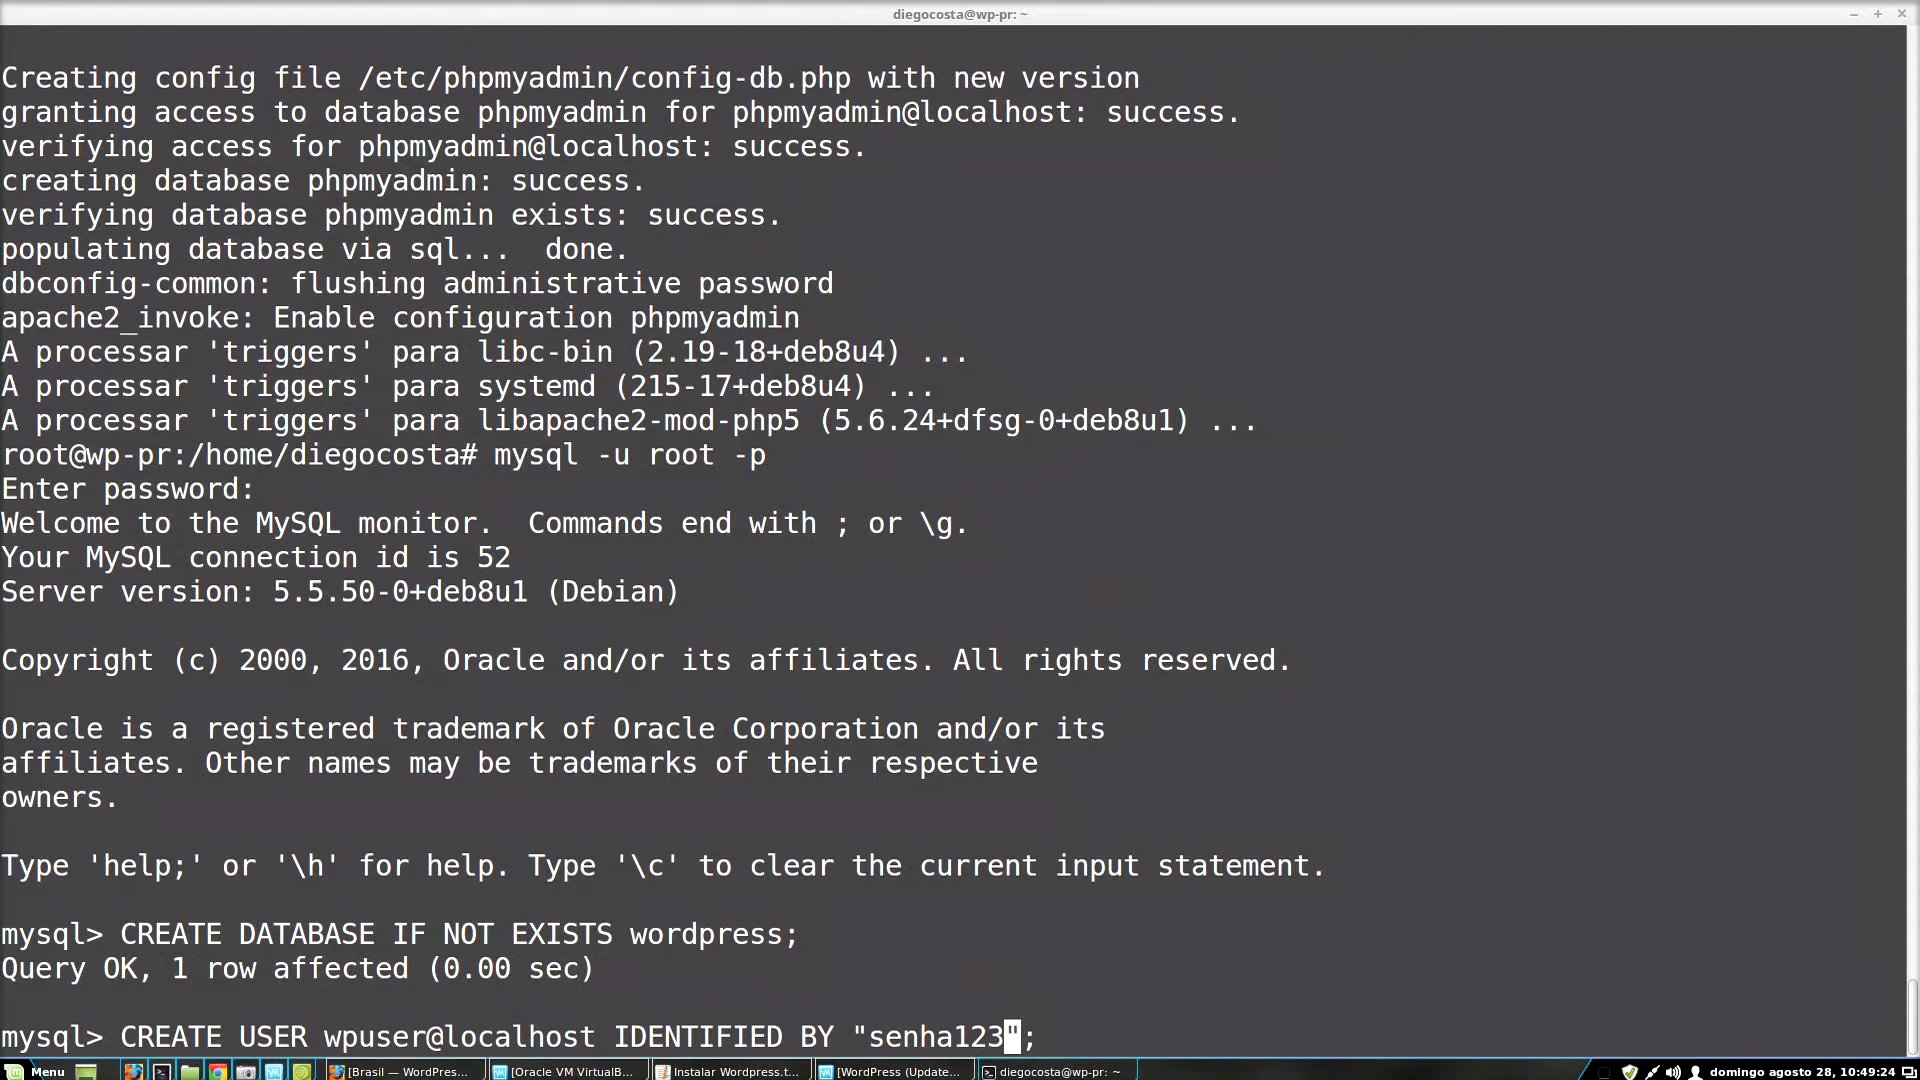 diegocosta@wp-pr: ~
Creating config file /etc/phpmyadmin/config-db.php with new version
granting access to database phpmyadmin for phpmyadmin@localhost: success.
verifying access for phpmyadmin@localhost: success.
creating database phpmyadmin: success.
verifying database phpmyadmin exists: success.
populating database via sql...  done.
dbconfig-common: flushing administrative password
apache2_invoke: Enable configuration phpmyadmin
A processar 'triggers' para libc-bin (2.19-18+deb8u4) ...
A processar 'triggers' para systemd (215-17+deb8u4) ...
A processar 'triggers' para libapache2-mod-php5 (5.6.24+dfsg-0+deb8u1) ...
root@wp-pr:/home/diegocosta# mysql -u root -p
Enter password:
Welcome to the MySQL monitor.  Commands end with ; or \g.
Your MySQL connection id is 52
Server version: 5.5.50-0+deb8u1 (Debian)
Copyright (c) 2000, 2016, Oracle and/or its affiliates. All rights reserved.
Oracle is a registered trademark of Oracle Corporation and/or its
affiliates. Other names may be trademarks of their respective
owners.
Type 'help;' or '\h' for help. Type '\c' to clear the current input statement.
mysql> CREATE DATABASE IF NOT EXISTS wordpress;
Query OK, 1 row affected (0.00 sec)
mysql> CREATE USER wpuser@localhost IDENTIFIED BY "senha123";
Menu [Brasil — WordPres... [Oracle VM VirtualB... Instalar Wordpress.t... [WordPress (Update... diegocosta@wp-pr: ~ domingo agosto 28, 10:49:24